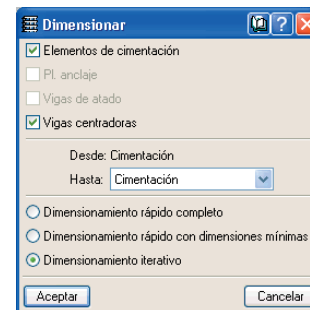 Dimensionar
Elementos de cimentación
Pl. anclaje
Vigas de atado
Vigas centradoras
Desde: Cimentación
Hasta: Cimentación
Dimensionamiento rápido completo
Dimensionamiento rápido con dimensiones mínimas
Dimensionamiento iterativo
Aceptar
Cancelar